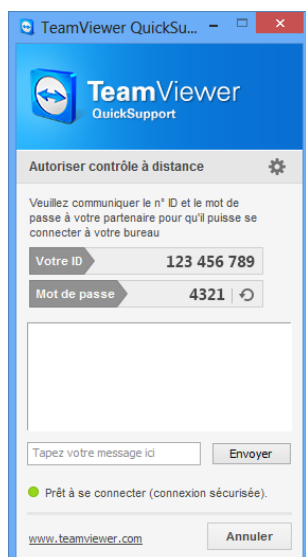 TeamViewer QuickSu...
TeamViewer
QuickSupport
Autoriser contrôle à distance
Veuillez communiquer le n° ID et le mot de
passe à votre partenaire pour qu'il puisse se
connecter à votre bureau
Votre ID 123 456 789
Mot de passe 4321
Tapez votre message ici Envoyer
Prêt à se connecter (connexion sécurisée).
www.teamviewer.com Annuler